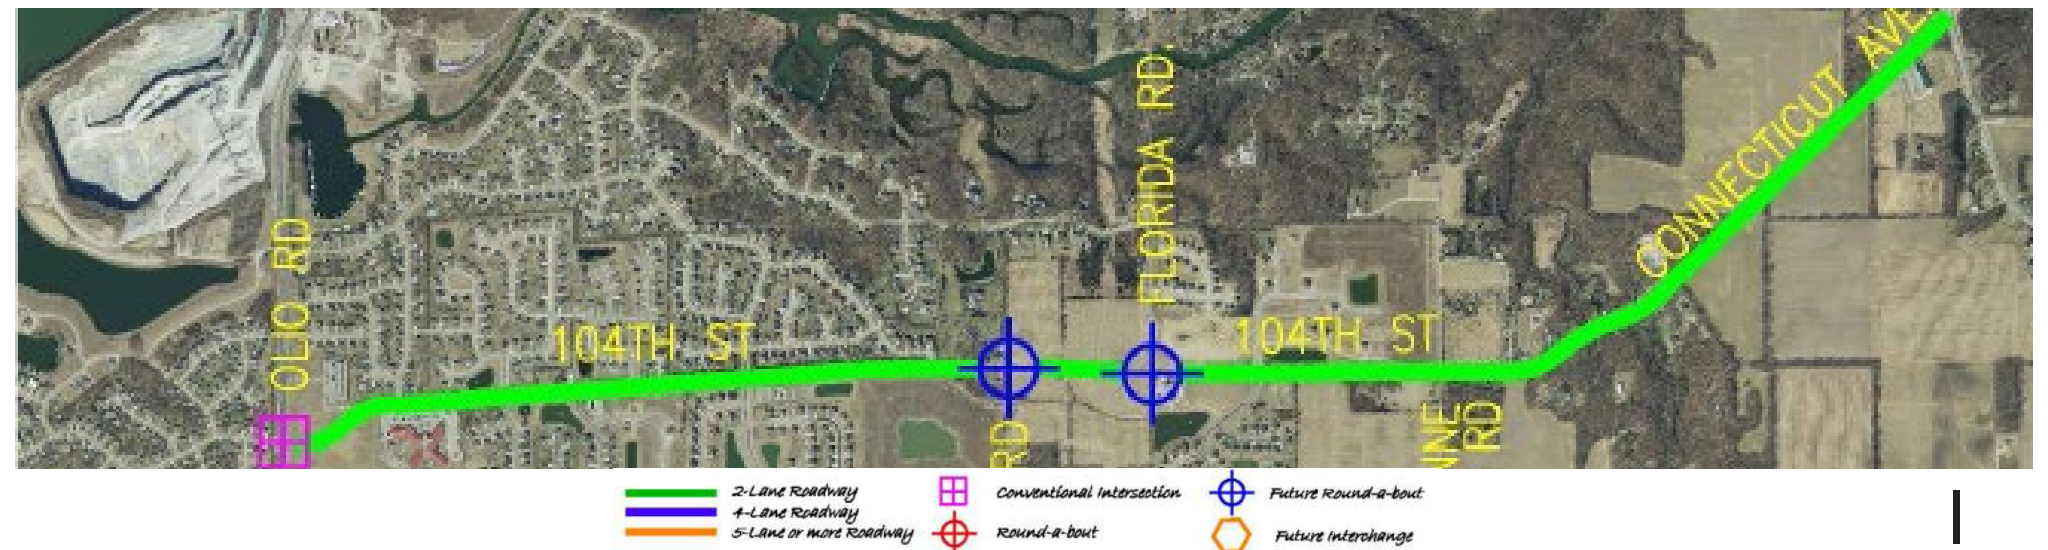 CONNECTICUT AVE.
FLORIDA RD.
OLIO RD
104TH ST
104TH ST
RD
RD
2-Lane Roadway
4-Lane Roadway
5-Lane or more Roadway
Conventional Intersection
Round-a-bout
Future Round-a-bout
Future Interchange